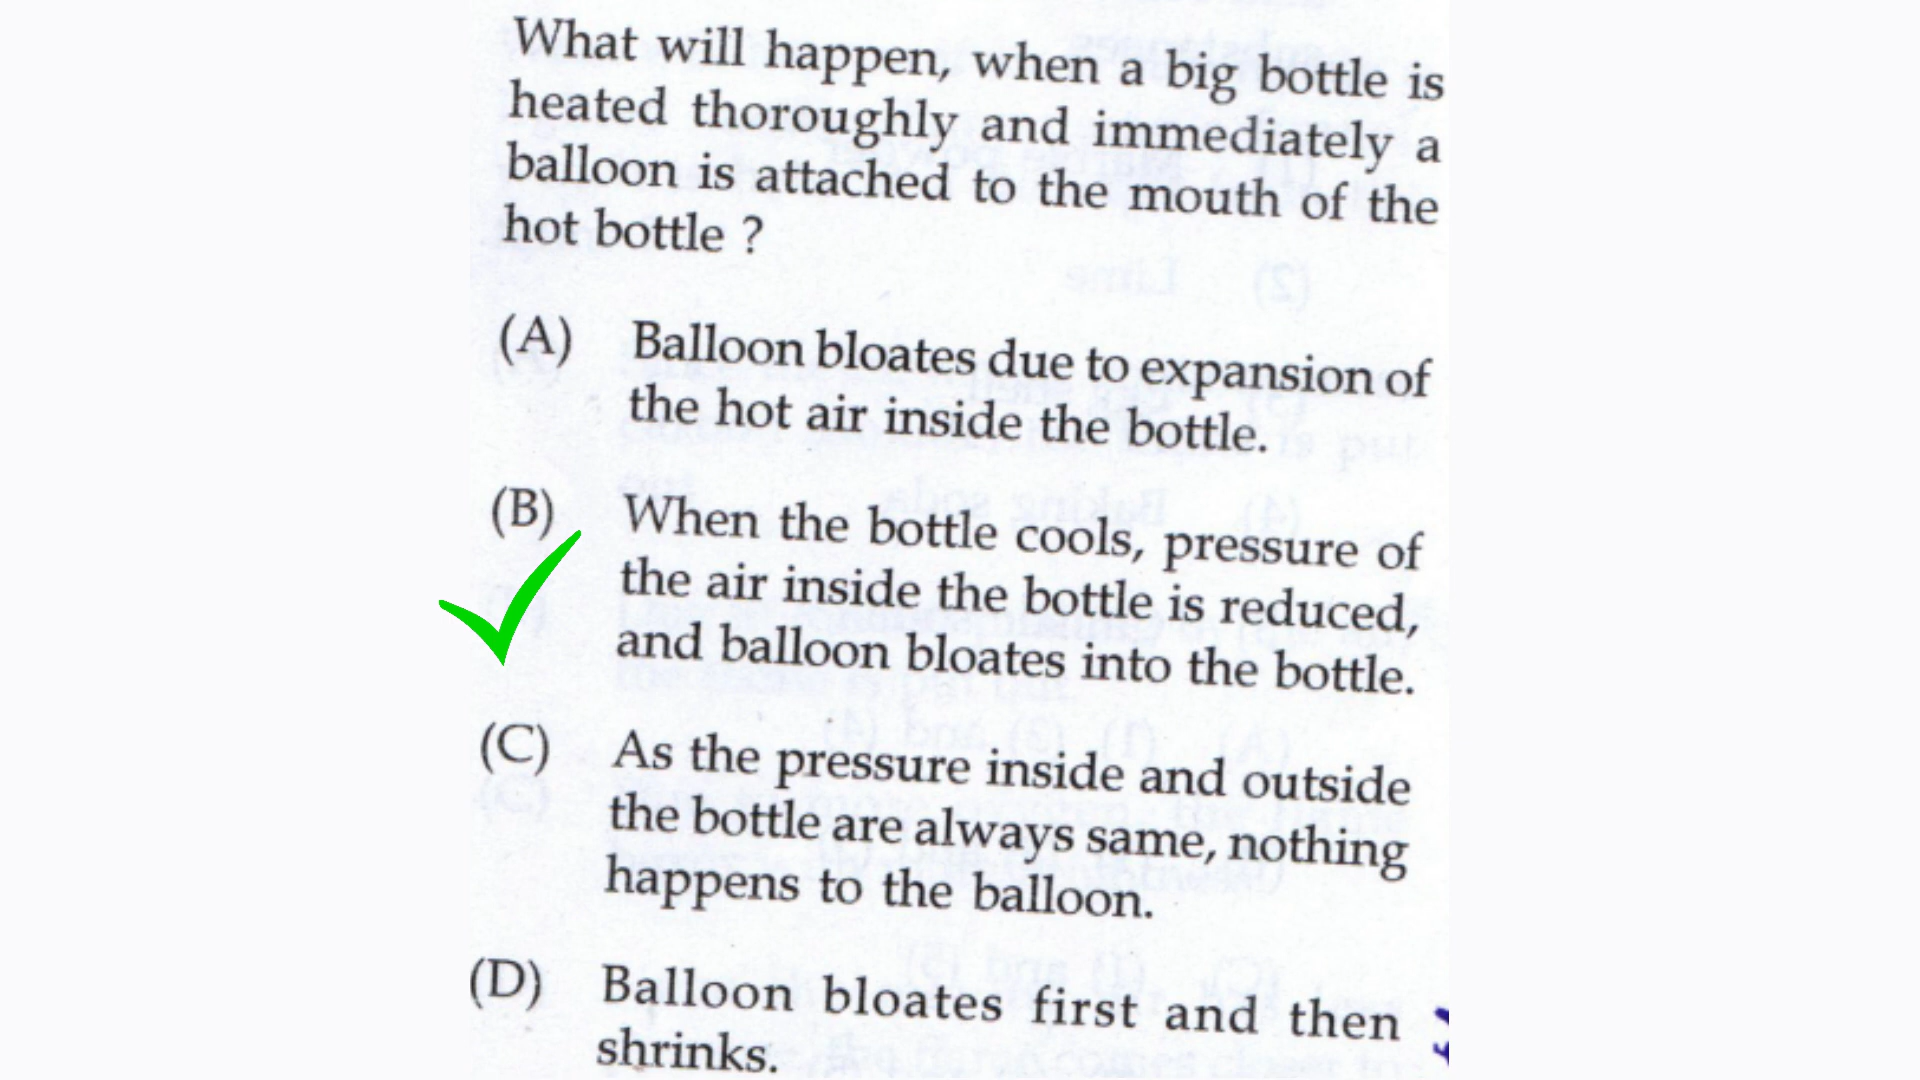 What will happen, when a big bottle is
heated thoroughly and immediately a
balloon is attached to the mouth of the
hot bottle ?
(A) Balloon bloates due to expansion of
the hot air inside the bottle.
(B) When the bottle cools, pressure of
the air inside the bottle is reduced,
and balloon bloates into the bottle.
(C) As the pressure inside and outside
the bottle are always same, nothing
happens to the balloon.
(D) Balloon bloates first and then
shrinks.